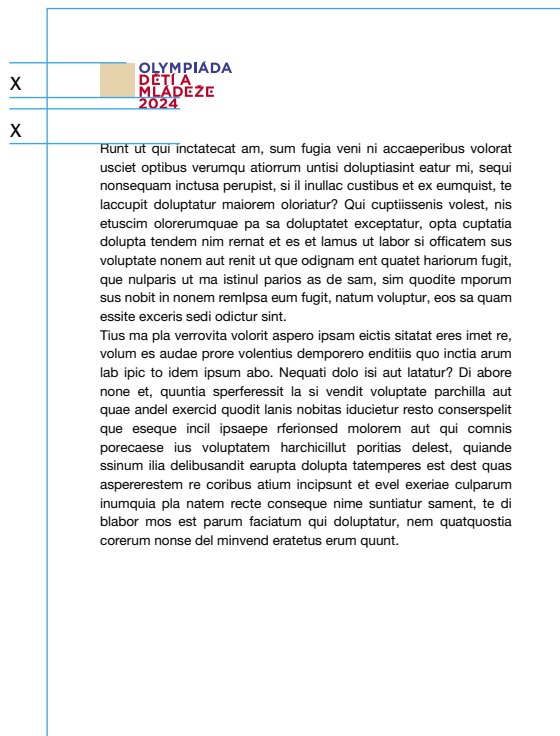 OLYMPIÁDA
DĚTÍ A
MLÁDEŽE
2024
X
X
Runt ut qui inctatecat am, sum fugia veni ni accaeperibus volorat
usciet optibus verumqu atiorrum untisi doluptiasint eatur mi, sequi
nonsequam inctusa perupist, si il inullac custibus et ex eumquist, te
laccupit doluptatur maiorem oloriatur? Qui cuptiissenis volest, nis
etuscim olorerumquae pa sa doluptatet exceptatur, opta cuptatia
dolupta tendem nim rernat et es et lamus ut labor si officatem sus
voluptate nonem aut renit ut que odignam ent quatet hariorum fugit,
que nulparis ut ma istinul parios as de sam, sim quodite mporum
sus nobit in nonem remIpsa eum fugit, natum voluptur, eos sa quam
essite exceris sedi odictur sint.
Tius ma pla verrovita volorit aspero ipsam eictis sitatat eres imet re,
volum es audae prore volentius demporero enditiis quo inctia arum
lab ipic to idem ipsum abo. Nequati dolo isi aut latatur? Di abore
none et, quuntia sperferessit la si vendit voluptate parchilla aut
quae andel exercid quodit lanis nobitas iducietur resto conserspelit
que eseque incil ipsaepe rferionsed molorem aut qui comnis
porecaese ius voluptatem harchicillut poritias delest, quiande
ssinum ilia delibusandit earupta dolupta tatemperes est dest quas
aspererestem re coribus atium incipsunt et evel exeriae culparum
inumquia pla natem recte conseque nime suntiatur sament, te di
blabor mos est parum faciatum qui doluptatur, nem quatquostia
corerum nonse del minvend eratetus erum quunt.